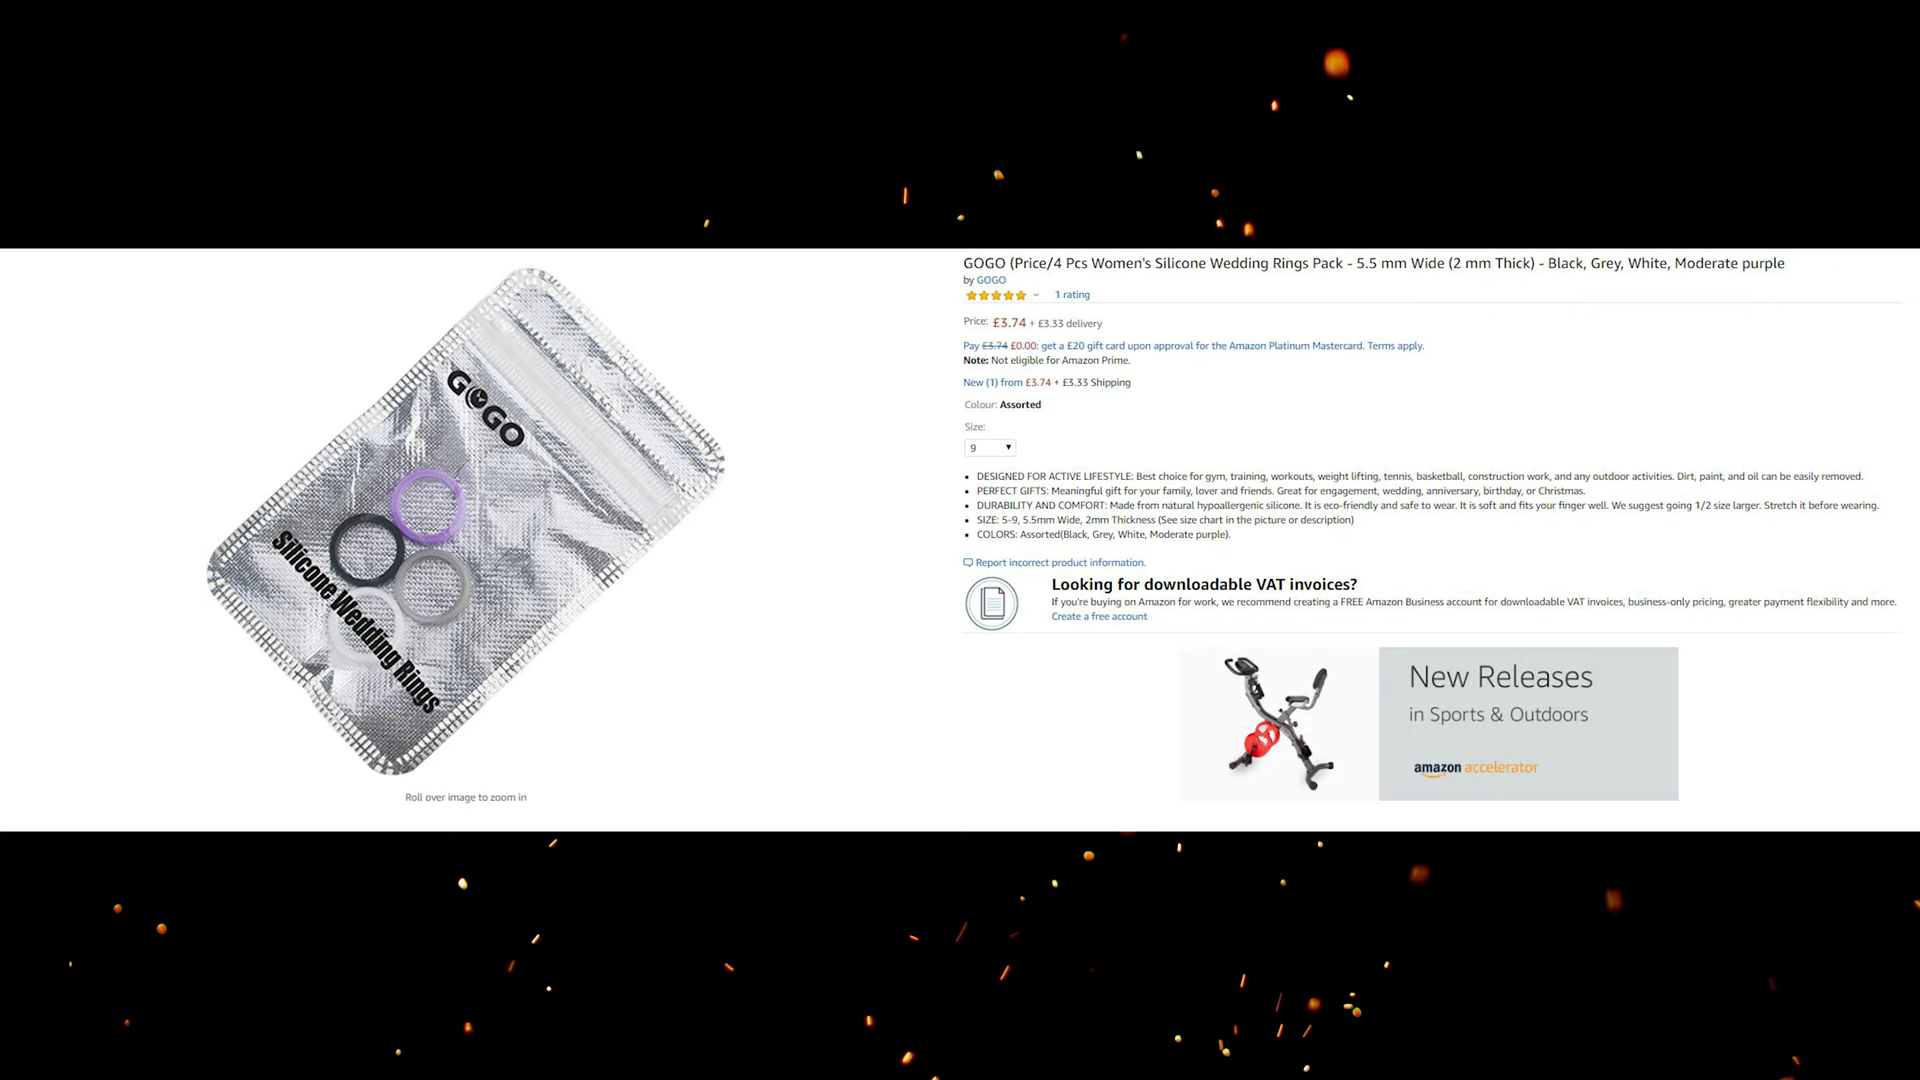 GOGO
Silicone Wedding Rings
Roll over image to zoom in
GOGO (Price/4 Pcs Women's Silicone Wedding Rings Pack - 5.5 mm Wide (2 mm Thick) - Black, Grey, White, Moderate purple
by GOGO
1 rating
Price: £3.74 + £3.33 delivery
Pay £3.74 £0.00: get a £20 gift card upon approval for the Amazon Platinum Mastercard. Terms apply.
Note: Not eligible for Amazon Prime.
New (1) from £3.74 + £3.33 Shipping
Colour: Assorted
Size:
9
DESIGNED FOR ACTIVE LIFESTYLE: Best choice for gym, training, workouts, weight lifting, tennis, basketball, construction work, and any outdoor activities. Dirt, paint, and oil can be easily removed.
PERFECT GIFTS: Meaningful gift for your family, lover and friends. Great for engagement, wedding, anniversary, birthday, or Christmas.
DURABILITY AND COMFORT: Made from natural hypoallergenic silicone. It is eco-friendly and safe to wear. It is soft and fits your finger well. We suggest going 1/2 size larger. Stretch it before wearing.
SIZE: 5-9, 5.5mm Wide, 2mm Thickness (See size chart in the picture or description)
COLORS: Assorted(Black, Grey, White, Moderate purple).
Report incorrect product information.
Looking for downloadable VAT invoices?
If you're buying on Amazon for work, we recommend creating a FREE Amazon Business account for downloadable VAT invoices, business-only pricing, greater payment flexibility and more.
Create a free account
New Releases
in Sports & Outdoors
amazon accelerator